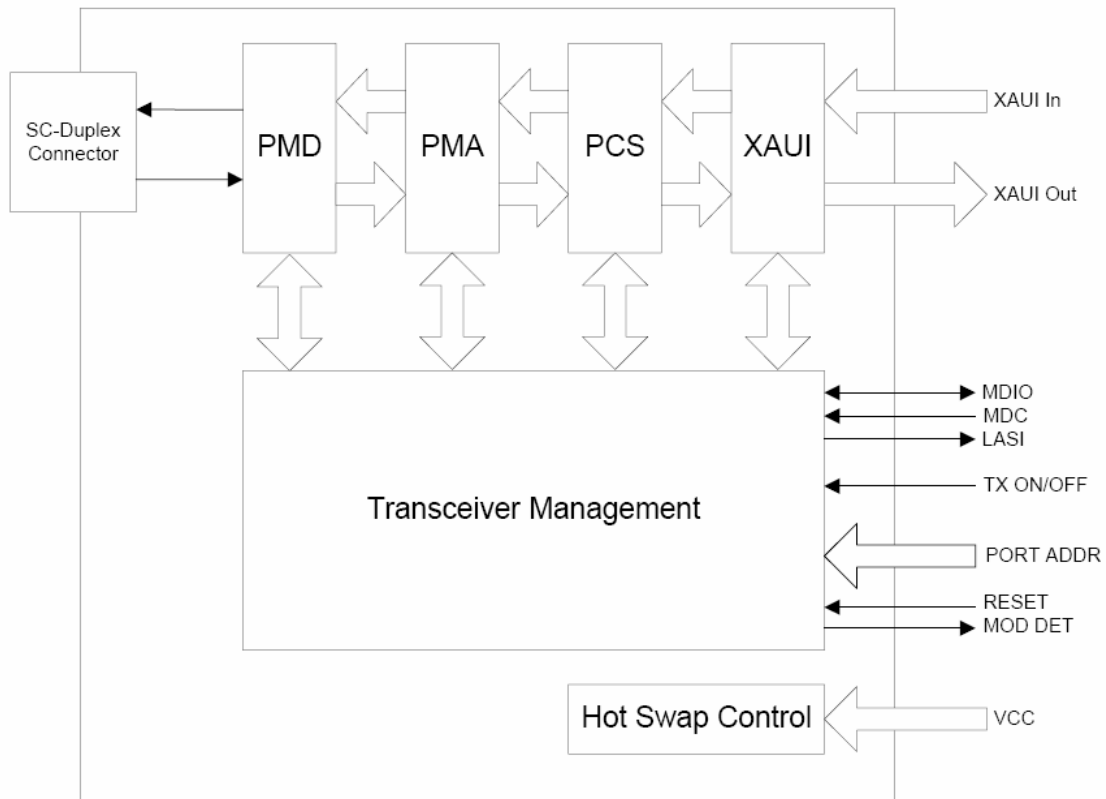 SC-Duplex
Connector
PMD
PMA
PCS
XAUI
XAUI In
XAUI Out
Transceiver Management
MDIO
MDC
LASI
TX ON/OFF
PORT ADDR
RESET
MOD DET
Hot Swap Control
VCC